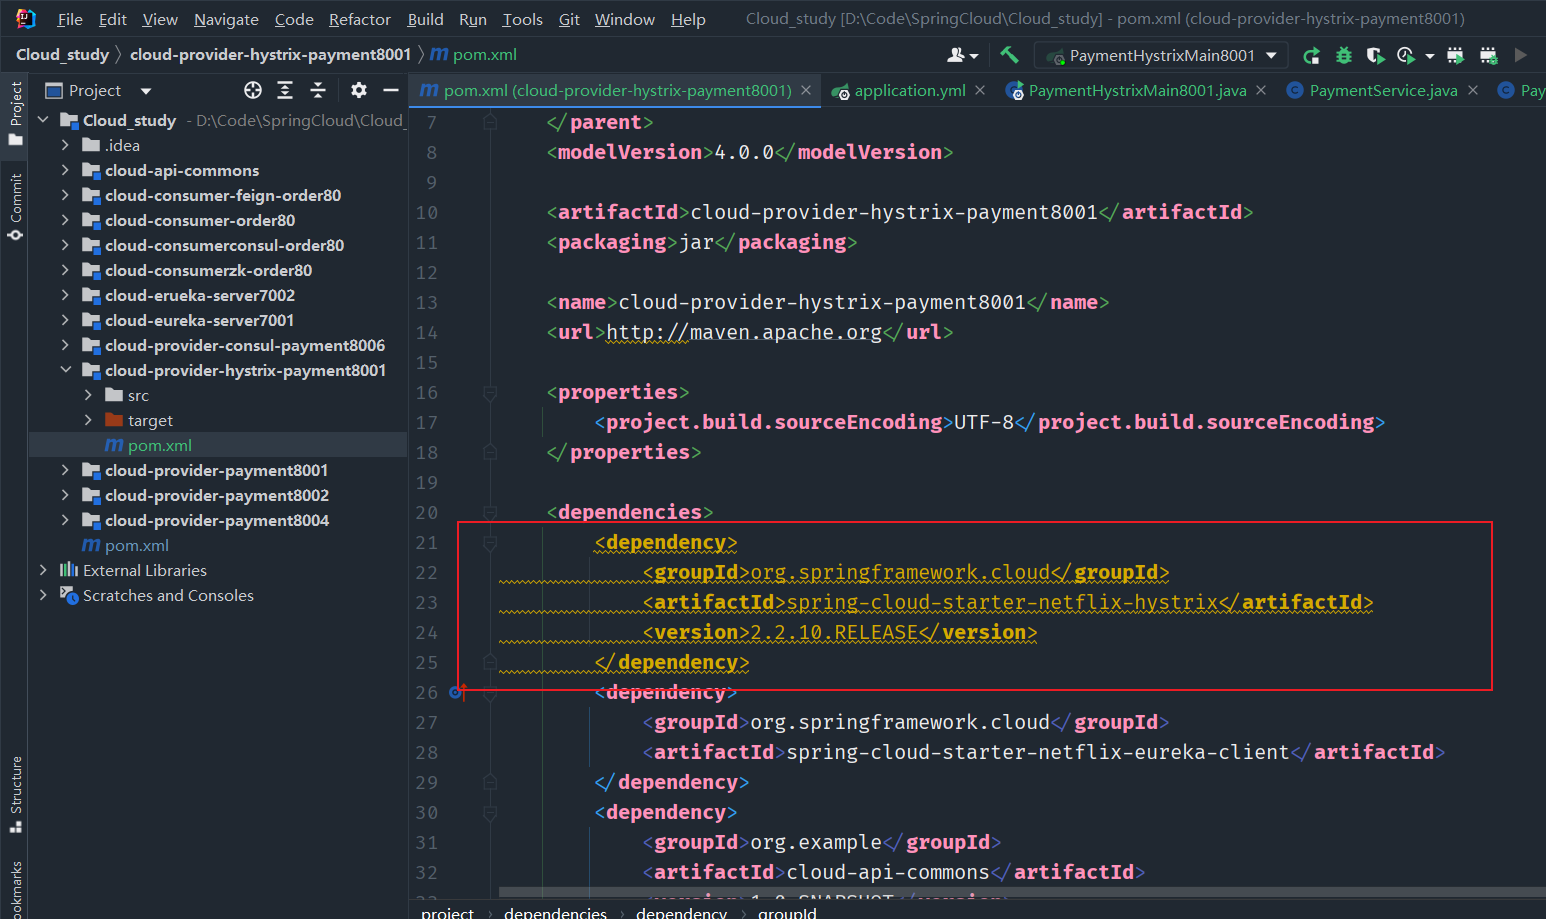 File Edit View Navigate Code Refactor Build Run Tools Git Window Help Cloud_study [D:\Code\SpringCloud\Cloud_study] - pom.xml (cloud-provider-hystrix-payment8001)
Cloud_study cloud-provider-hystrix-payment8001 pom.xml PaymentHystrixMain8001
Project
pom.xml (cloud-provider-hystrix-payment8001) application.yml PaymentHystrixMain8001.java PaymentService.java Pay
Project
Commit
Structure
ookmarks
Cloud_study - D:\Code\SpringCloud\Cloud_
.idea
cloud-api-commons
cloud-consumer-feign-order80
cloud-consumer-order80
cloud-consumerconsul-order80
cloud-consumerzk-order80
cloud-erueka-server7002
cloud-eureka-server7001
cloud-provider-consul-payment8006
cloud-provider-hystrix-payment8001
src
target
pom.xml
cloud-provider-payment8001
cloud-provider-payment8002
cloud-provider-payment8004
pom.xml
External Libraries
Scratches and Consoles
7 </parent>
8 <modelVersion>4.0.0</modelVersion>
9
10 <artifactId>cloud-provider-hystrix-payment8001</artifactId>
11 <packaging>jar</packaging>
12
13 <name>cloud-provider-hystrix-payment8001</name>
14 <url>http://maven.apache.org</url>
15
16 <properties>
17 <project.build.sourceEncoding>UTF-8</project.build.sourceEncoding>
18 </properties>
19
20 <dependencies>
21 <dependency>
22 <groupId>org.springframework.cloud</groupId>
23 <artifactId>spring-cloud-starter-netflix-hystrix</artifactId>
24 <version>2.2.10.RELEASE</version>
25 </dependency>
26 <dependency>
27 <groupId>org.springframework.cloud</groupId>
28 <artifactId>spring-cloud-starter-netflix-eureka-client</artifactId>
29 </dependency>
30 <dependency>
31 <groupId>org.example</groupId>
32 <artifactId>cloud-api-commons</artifactId>
project dependencies dependency groupId